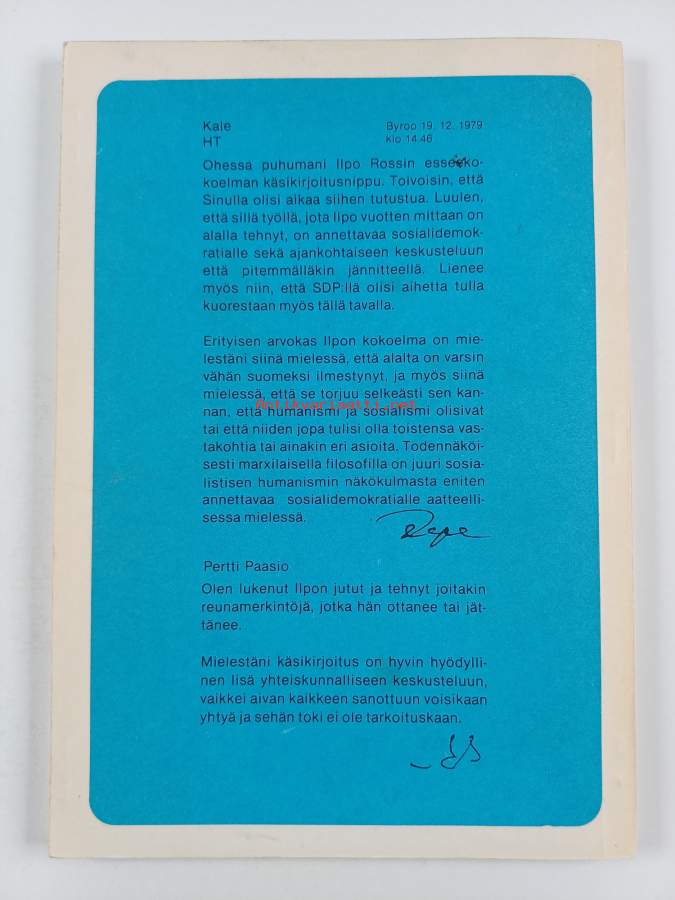 Kale Byroo 19. 12. 1979
HT Klo 14.46
Ohessa puhumani Ilpo Rossin esseeko-
koelman käsikirjoitusnippu. Toivoisin, että
Sinulla olisi aikaa siihen tutustua. Luulen,
että sillä työllä, jota Ilpo vuotten mittaan on
alalla tehnyt, on annettavaa sosialidemok-
ratialle sekä ajankohtaiseen keskusteluun
että pitemmälläkin jännitteellä. Lienee
myös niin, että SDP:llä olisi aihetta tulla
kuorestaan myös tällä tavalla.
Erityisen arvokas Ilpon kokoelma on mie-
lestäni siinä mielessä, että alalta on varsin
vähän suomeksi ilmestynyt, ja myös siinä
mielessä, että se torjuu selkeästi sen kan-
Antikvariaatti.net
nan, että humanismi ja sosialismi olisivat
tai että niiden jopa tulisi olla toistensa vas-
takohtia tai ainakin eri asioita. Todennäköi-
sesti marxilaisella filosofilla on juuri sosia-
listisen humanismin näkökulmasta eniten
annettavaa sosialidemokratialle aatteelli-
sessa mielessä.
Pertti Paasio
Olen lukenut Ilpon jutut ja tehnyt joitakin
reunamerkintöjä, jotka hän ottanee tai jät-
tänee.
Mielestäni käsikirjoitus on hyvin hyödylli-
nen lisä yhteiskunnalliseen keskusteluun,
vaikkei aivan kaikkeen sanottuun voisikaan
yhtyä ja sehän toki ei ole tarkoituskaan.